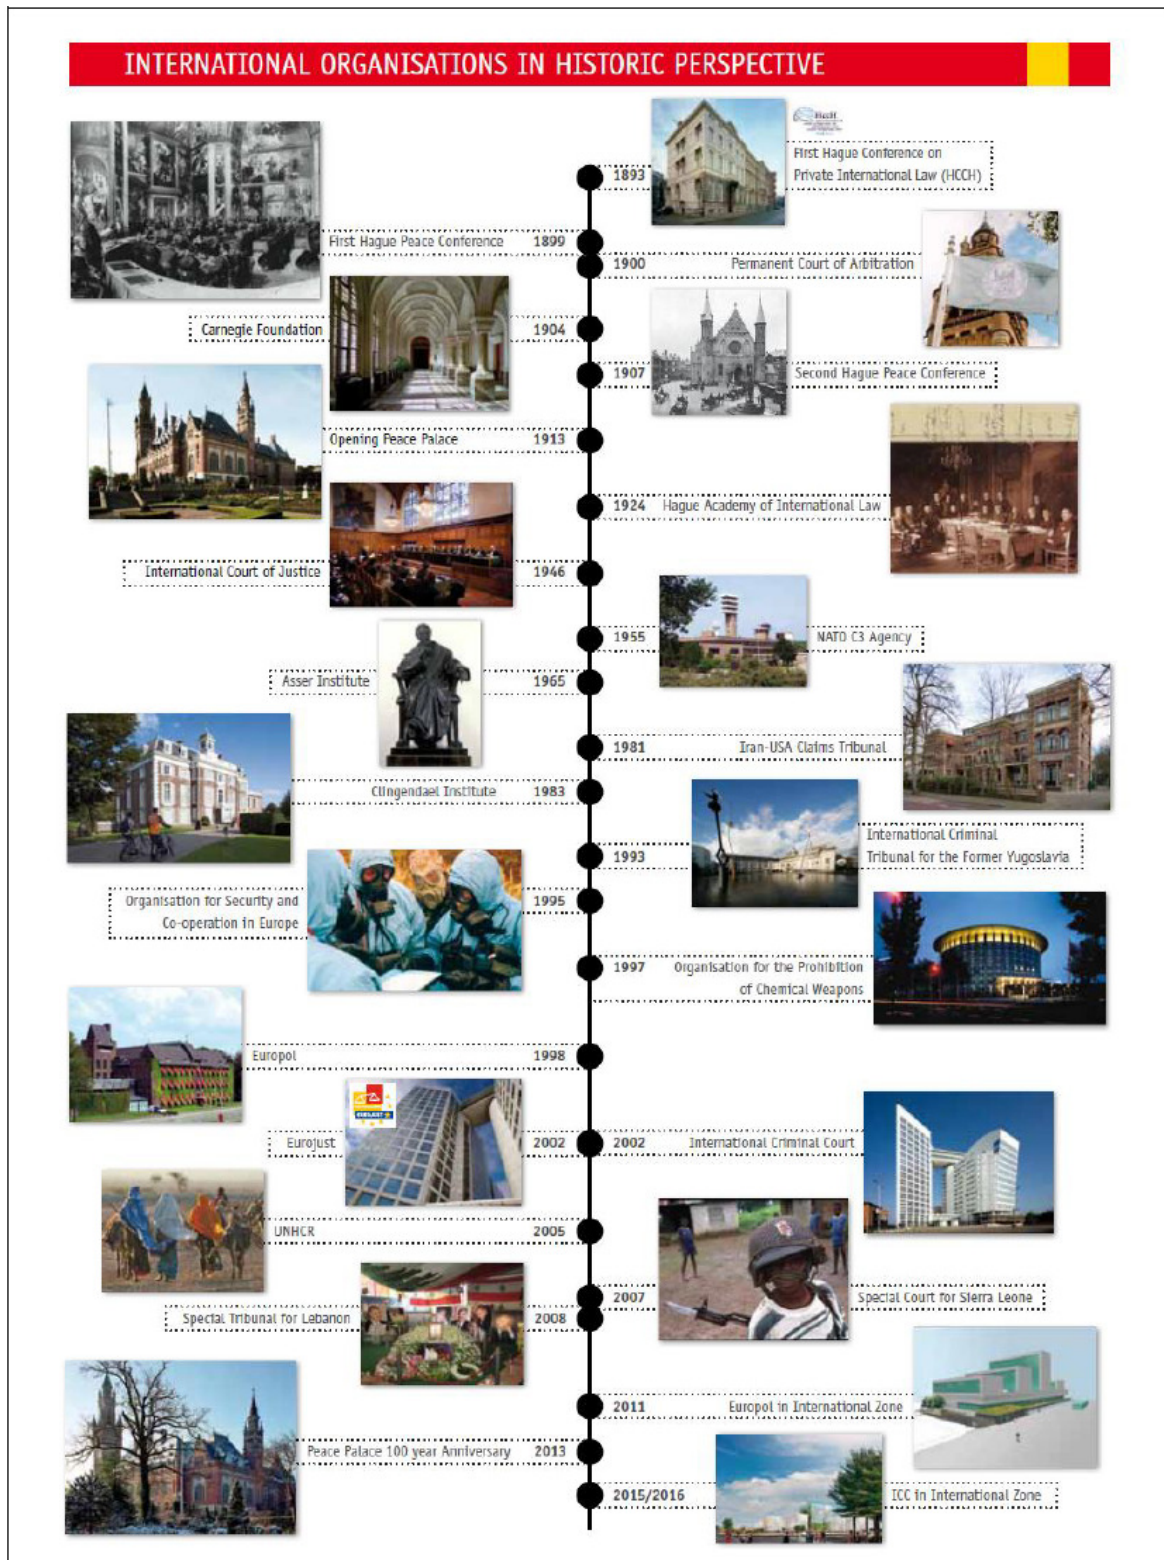 INTERNATIONAL ORGANISATIONS IN HISTORIC PERSPECTIVE
HccH
1893
First Hague Conference on
Private International Law (HCCH)
First Hague Peace Conference 1899
1900 Permanent Court of Arbitration
Carnegie Foundation 1904
1907 Second Hague Peace Conference
Opening Peace Palace 1913
1924 Hague Academy of International Law
International Court of Justice 1946
1955 NATO C3 Agency
Asser Institute 1965
1981 Iran-USA Claims Tribunal
Clingendael Institute 1983
1993
International Criminal
Tribunal for the Former Yugoslavia
Organisation for Security and
Co-operation in Europe
1995
1997 Organisation for the Prohibition
of Chemical Weapons
Europol 1998
EUROJUST
Eurojust 2002
2002 International Criminal Court
UNHCR 2005
2007 Special Court for Sierra Leone
Special Tribunal for Lebanon 2008
2011 Europol in International Zone
Peace Palace 100 year Anniversary 2013
2015/2016 ICC in International Zone